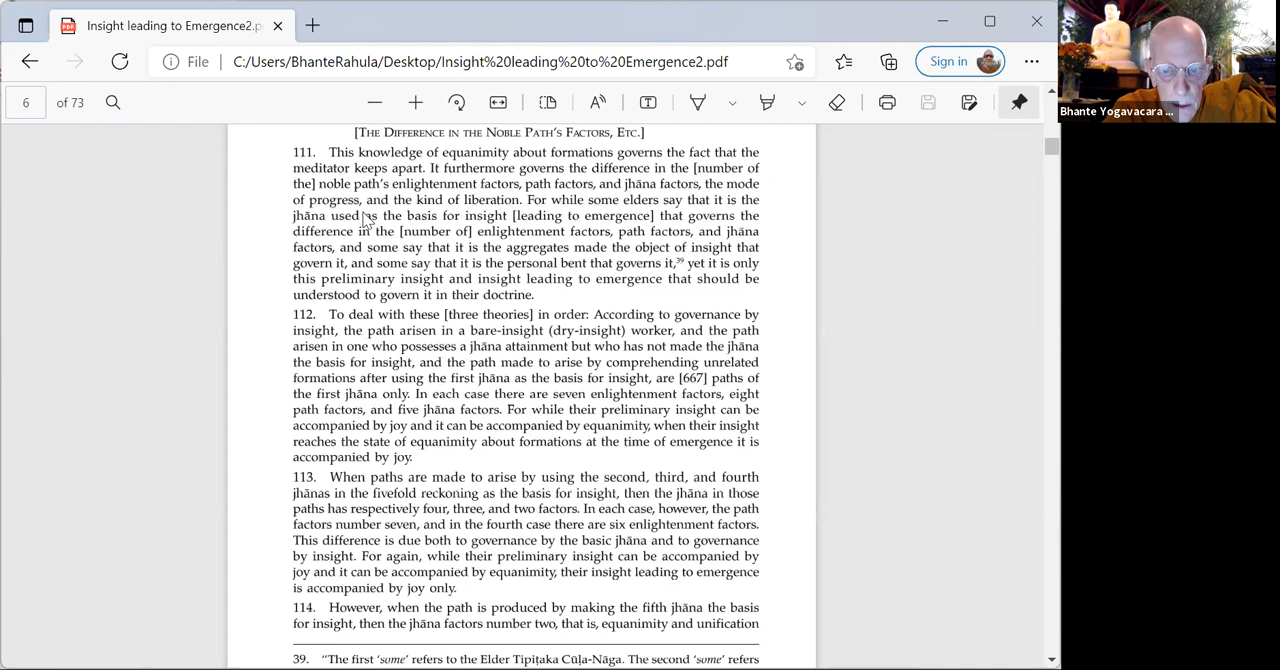 Insight leading to Emergence2.p
File
C:/Users/BhanteRahula/Desktop/Insight%20leading%20to%20Emergence2.pdf
Sign in
6 of 73
Bhante Yogavacara ...
[THE DIFFERENCE IN THE NOBLE PATH'S FACTORS, ETC.]
111. This knowledge of equanimity about formations governs the fact that the
meditator keeps apart. It furthermore governs the difference in the [number of
the] noble path's enlightenment factors, path factors, and jhāna factors, the mode
of progress, and the kind of liberation. For while some elders say that it is the
jhāna used as the basis for insight [leading to emergence] that governs the
difference in the [number of] enlightenment factors, path factors, and jhāna
factors, and some say that it is the aggregates made the object of insight that
govern it, and some say that it is the personal bent that governs it,39 yet it is only
this preliminary insight and insight leading to emergence that should be
understood to govern it in their doctrine.
112. To deal with these [three theories] in order: According to governance by
insight, the path arisen in a bare-insight (dry-insight) worker, and the path
arisen in one who possesses a jhāna attainment but who has not made the jhāna
the basis for insight, and the path made to arise by comprehending unrelated
formations after using the first jhāna as the basis for insight, are [667] paths of
the first jhāna only. In each case there are seven enlightenment factors, eight
path factors, and five jhāna factors. For while their preliminary insight can be
accompanied by joy and it can be accompanied by equanimity, when their insight
reaches the state of equanimity about formations at the time of emergence it is
accompanied by joy.
113. When paths are made to arise by using the second, third, and fourth
jhānas in the fivefold reckoning as the basis for insight, then the jhāna in those
paths has respectively four, three, and two factors. In each case, however, the path
factors number seven, and in the fourth case there are six enlightenment factors.
This difference is due both to governance by the basic jhāna and to governance
by insight. For again, while their preliminary insight can be accompanied by
joy and it can be accompanied by equanimity, their insight leading to emergence
is accompanied by joy only.
114. However, when the path is produced by making the fifth jhāna the basis
for insight, then the jhāna factors number two, that is, equanimity and unification
39. "The first 'some' refers to the Elder Tipiṭaka Cūḷa-Nāga. The second 'some' refers